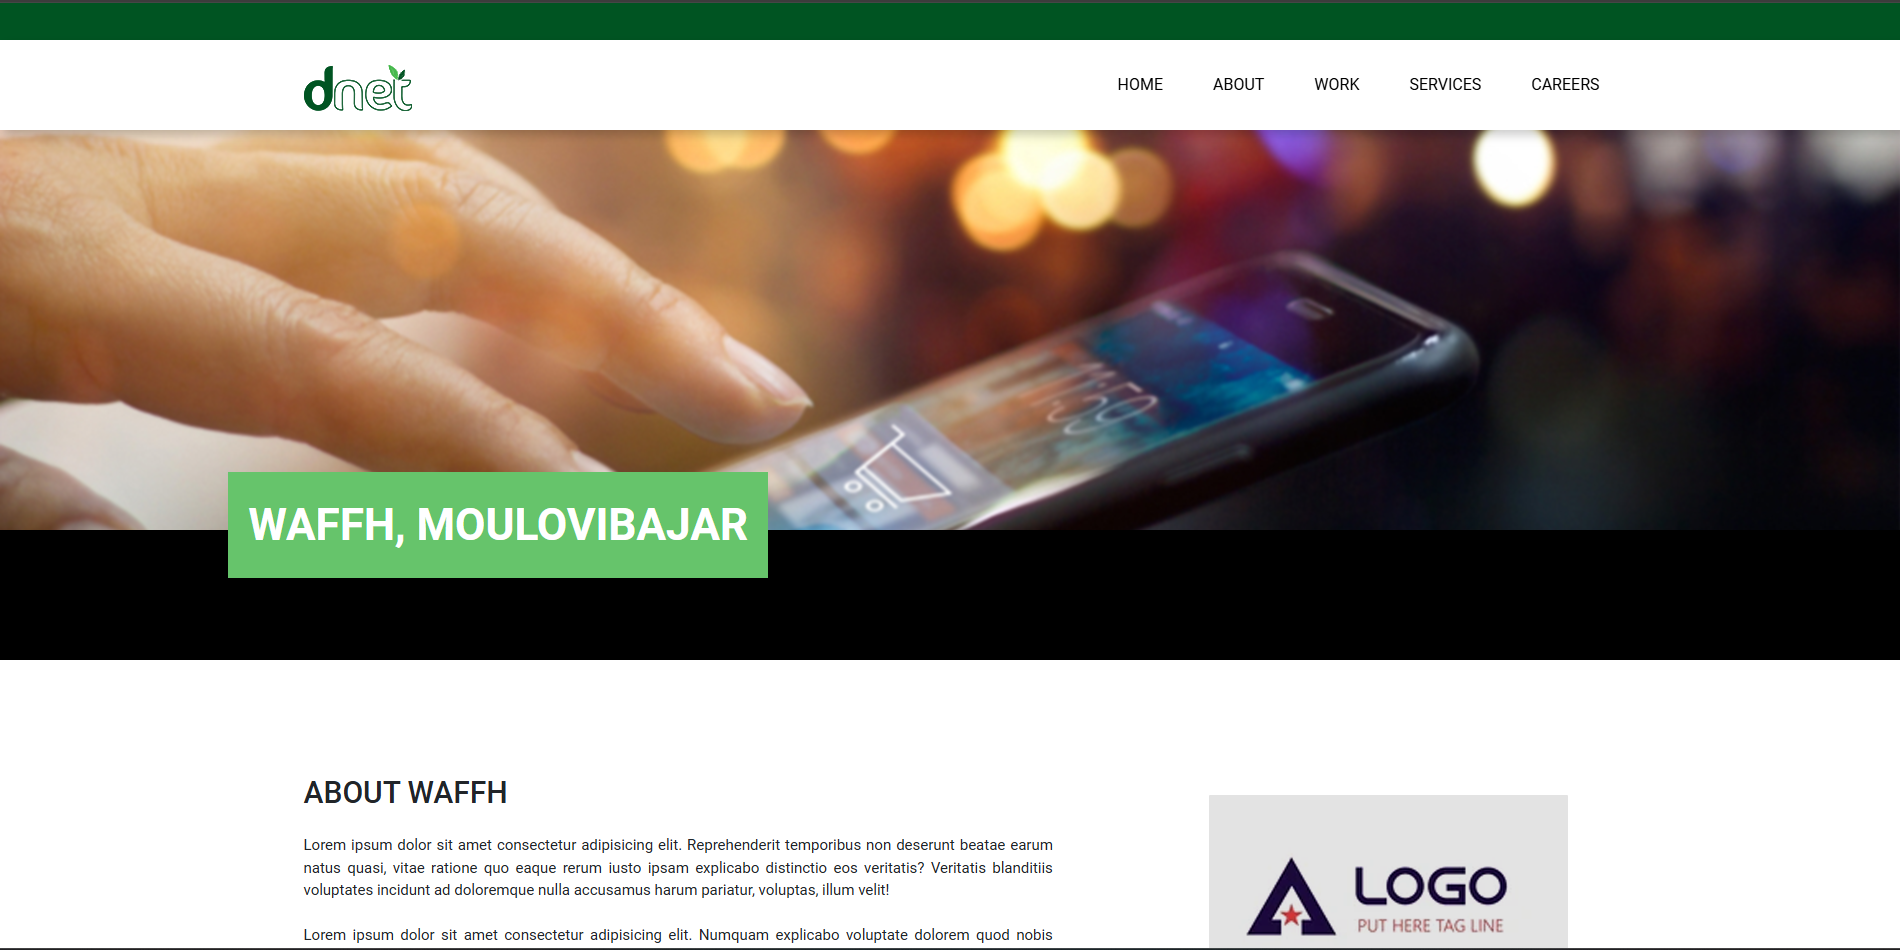 dnet
HOME ABOUT WORK SERVICES CAREERS
11:59
WAFFH, MOULOVIBAJAR
ABOUT WAFFH
Lorem ipsum dolor sit amet consectetur adipisicing elit. Reprehenderit temporibus non deserunt beatae earum
natus quasi, vitae ratione quo eaque rerum iusto ipsam explicabo distinctio eos veritatis? Veritatis blanditiis
voluptates incidunt ad doloremque nulla accusamus harum pariatur, voluptas, illum velit!
Lorem ipsum dolor sit amet consectetur adipisicing elit. Numquam explicabo voluptate dolorem quod nobis
LOGO
PUT HERE TAG LINE